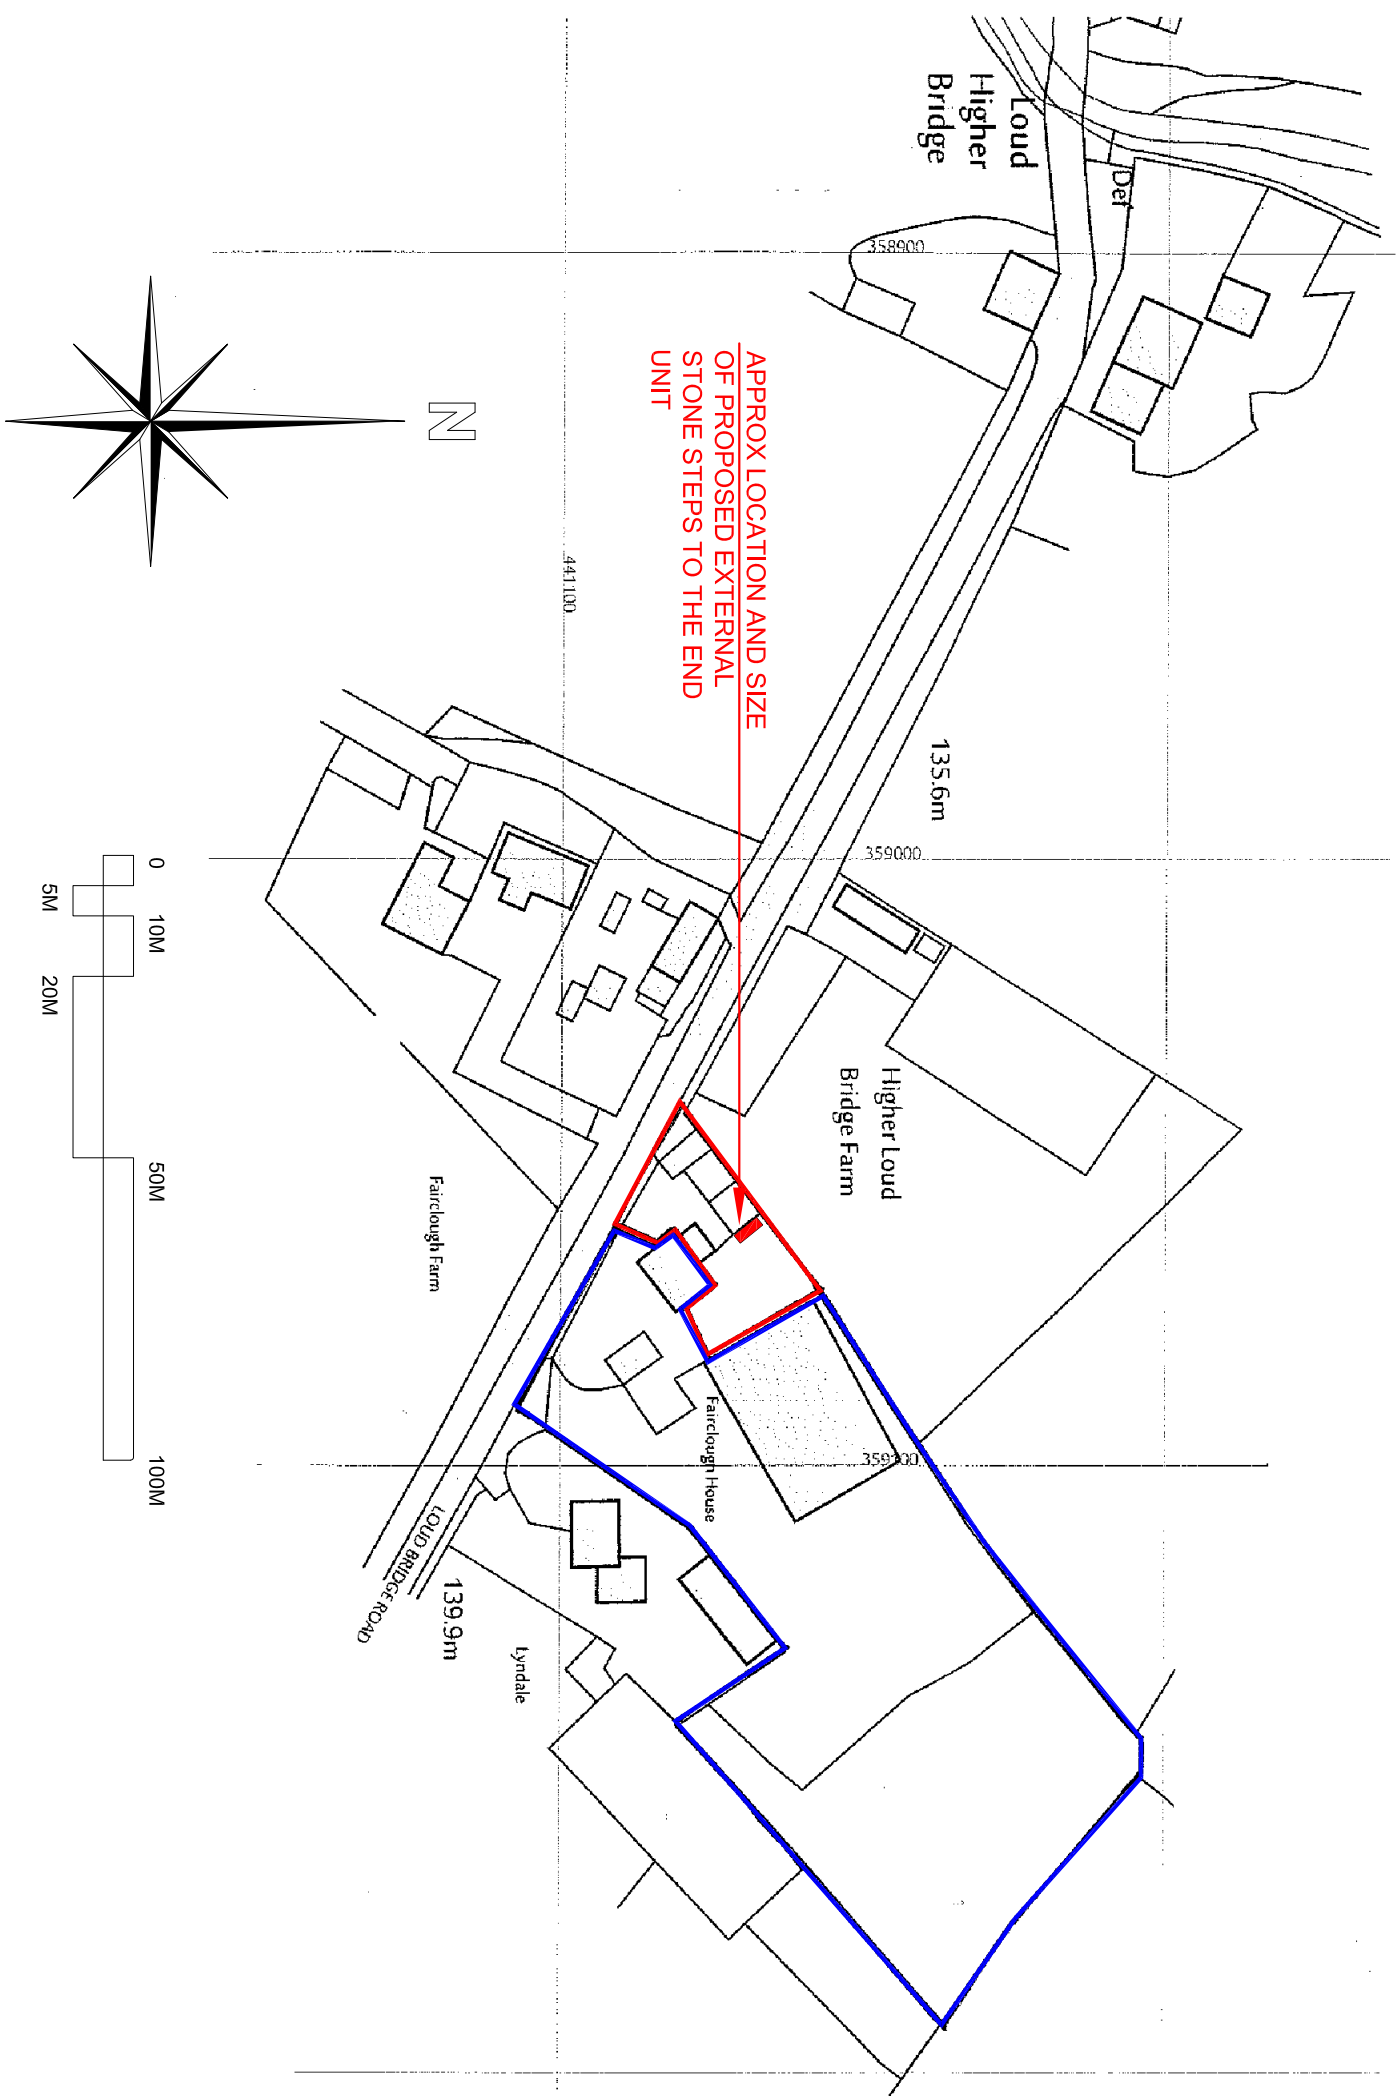 Loud
Higher
Bridge
Def
358900
APPROX LOCATION AND SIZE
OF PROPOSED EXTERNAL
STONE STEPS TO THE END
UNIT
N
441100
135.6m
359000
Higher Loud
Bridge Farm
Fairclough Farm
Fairclough House
359100
LOUD BRIDGE ROAD
139.9m
Lyndale
0
5M
10M
20M
50M
100M